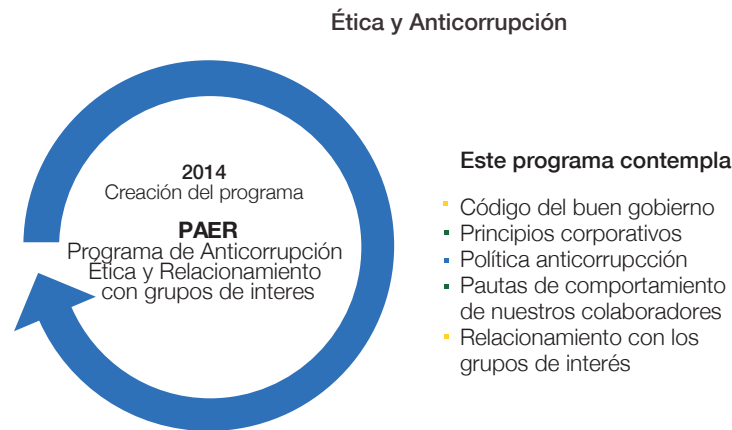 Ética y Anticorrupción
2014
Creación del programa
PAER
Programa de Anticorrupción
Ética y Relacionamiento
con grupos de interes
Este programa contempla
Código del buen gobierno
Principios corporativos
Política anticorrupcción
Pautas de comportamiento
de nuestros colaboradores
Relacionamiento con los
grupos de interés